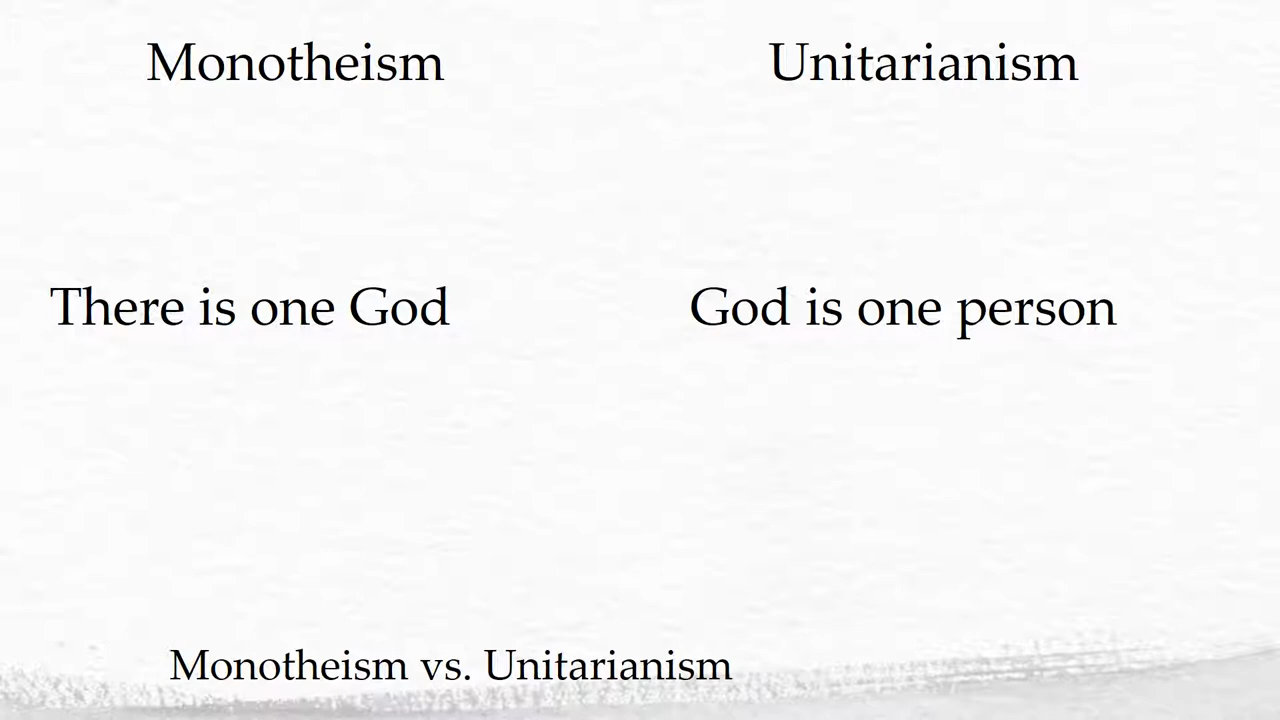 Monotheism
Unitarianism
There is one God
God is one person
Monotheism vs. Unitarianism